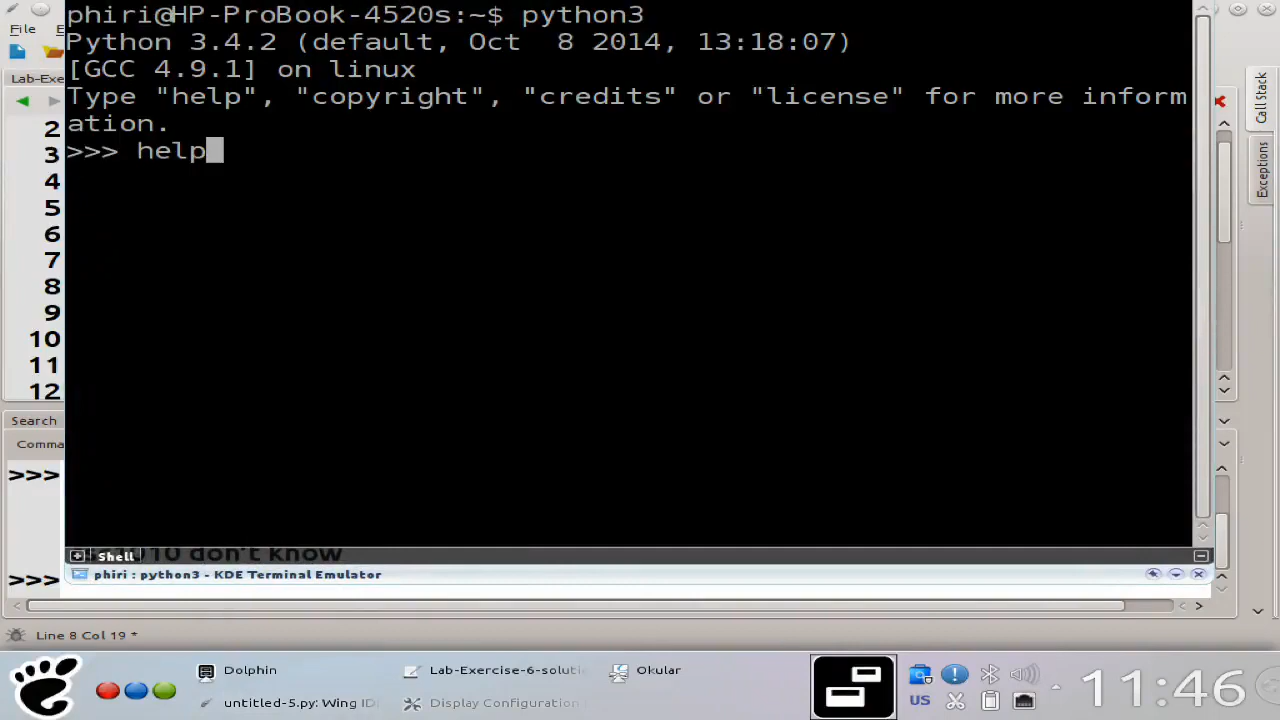 phiri@HP-ProBook-4520s:~$ python3
Python 3.4.2 (default, Oct  8 2014, 13:18:07)
[GCC 4.9.1] on linux
Type "help", "copyright", "credits" or "license" for more inform
ation.
>>> help
File
Lab-Exe
2
3
4
5
6
7
8
9
10
11
12
Call Stack
Exceptions
Search
Comma
>>>
10 don't know
>>>
Shell
phiri : python3 - KDE Terminal Emulator
Line 8 Col 19 *
Dolphin
Lab-Exercise-6-soluti
Okular
untitled-5.py: Wing ID
Display Configuration
US
11:46